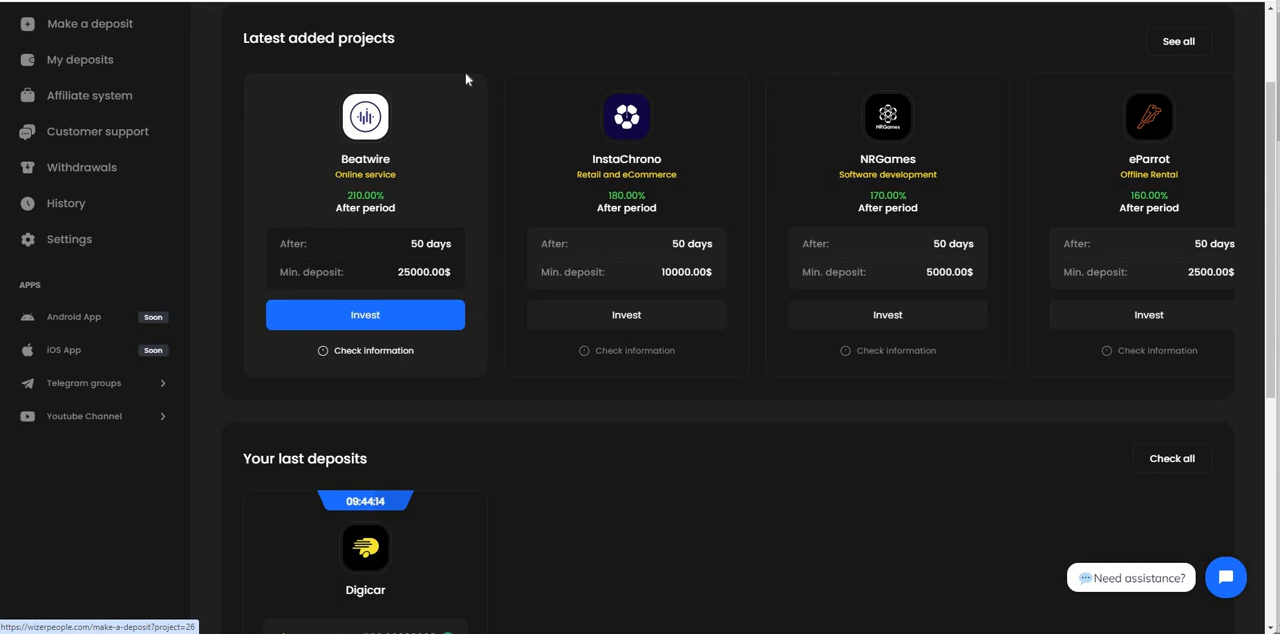 Make a deposit
My deposits
Affiliate system
Customer support
Withdrawals
History
Settings
APPS
Android App Soon
iOS App Soon
Telegram groups
Youtube Channel
Latest added projects
See all
Beatwire
Online service
210.00%
After period
After: 50 days
Min. deposit: 25000.00$
Invest
Check information
InstaChrono
Retail and eCommerce
180.00%
After period
After: 50 days
Min. deposit: 10000.00$
Invest
Check information
NRGames
NRGames
Software development
170.00%
After period
After: 50 days
Min. deposit: 5000.00$
Invest
Check information
eParrot
Offline Rental
160.00%
After period
After: 50 days
Min. deposit: 2500.00$
Invest
Check information
Your last deposits
Check all
09:44:14
Digicar
Need assistance?
https://wizerpeople.com/make-a-deposit?project=26